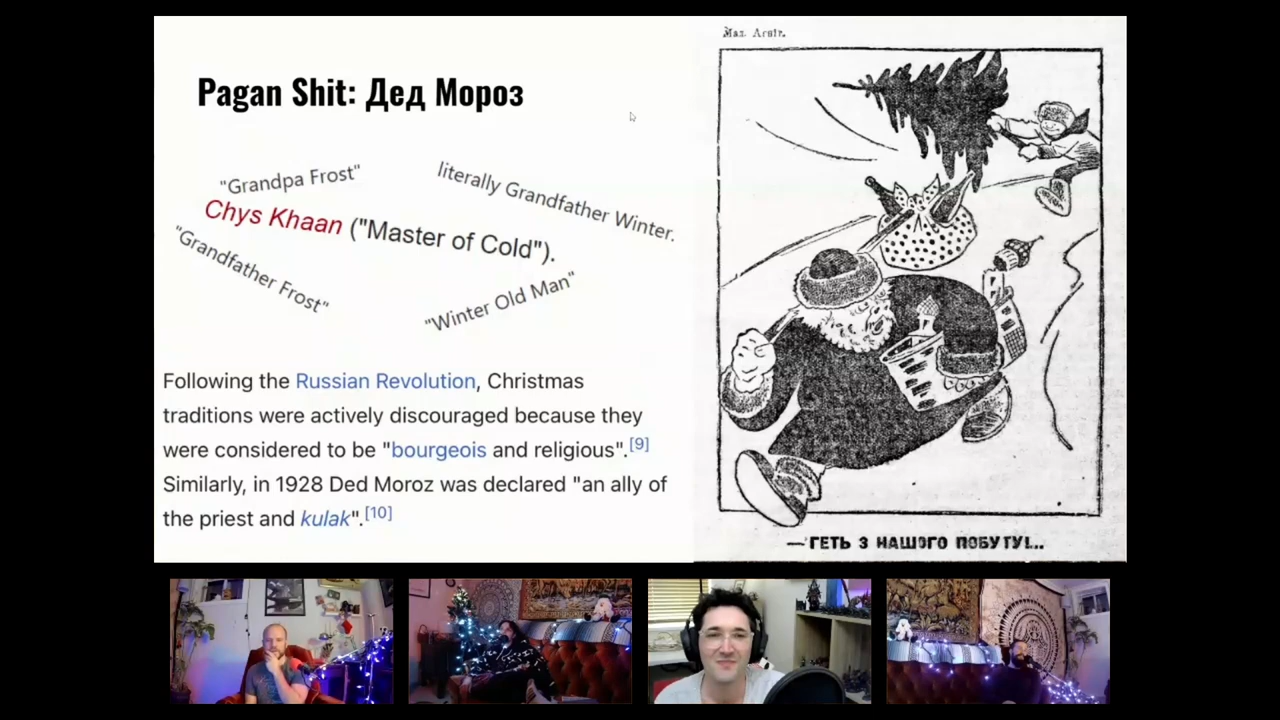 Pagan Shit: Дед Мороз
"Grandpa Frost"
literally Grandfather Winter.
Chys Khaan ("Master of Cold").
"Grandfather Frost"
"Winter Old Man"
Following the Russian Revolution, Christmas
traditions were actively discouraged because they
were considered to be "bourgeois and religious".[9]
Similarly, in 1928 Ded Moroz was declared "an ally of
the priest and kulak".[10]
— ГЕТЬ З НАШОГО ПОБУТУ!..